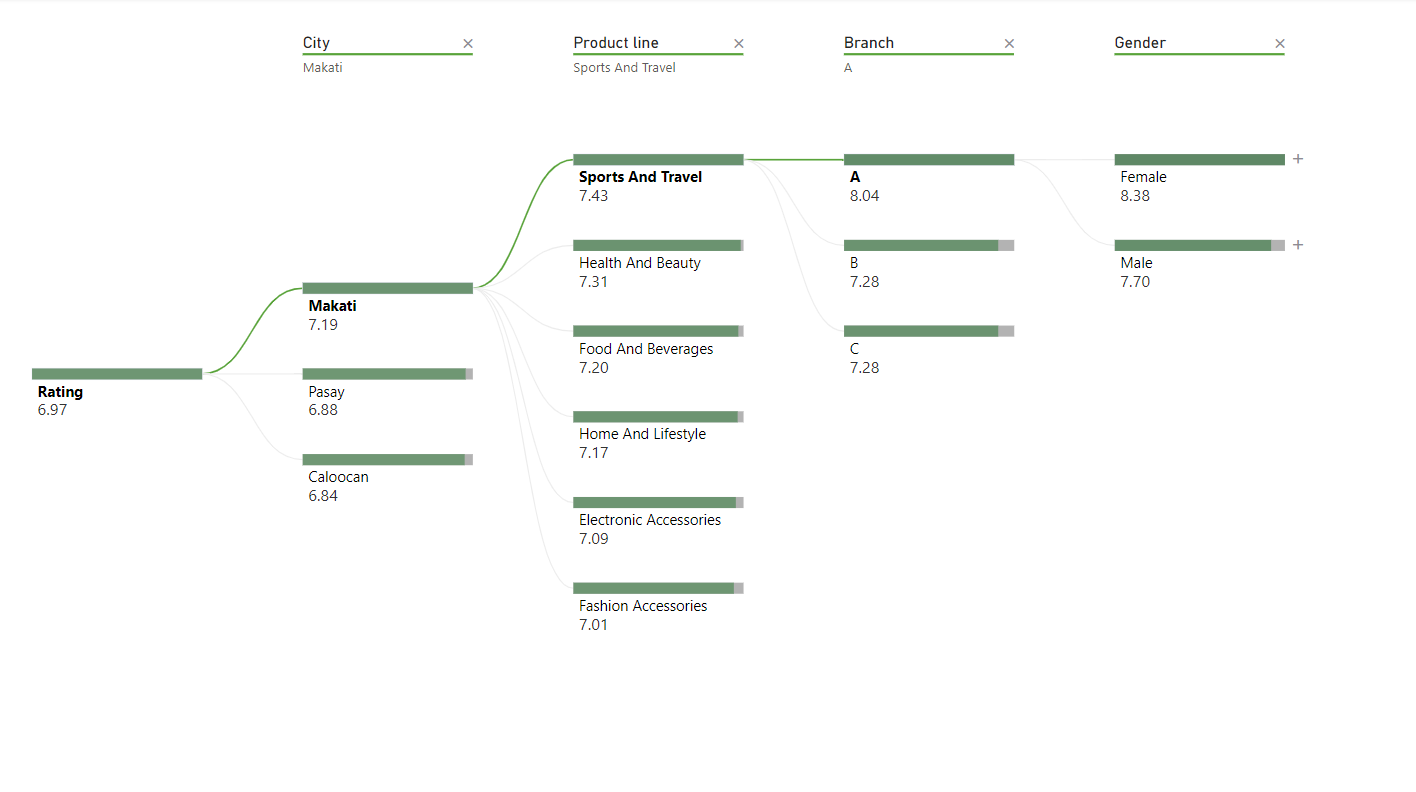 City
Product line
Branch
Gender
Makati
Sports And Travel
A
Rating
6.97
Makati
7.19
Pasay
6.88
Caloocan
6.84
Sports And Travel
7.43
Health And Beauty
7.31
Food And Beverages
7.20
Home And Lifestyle
7.17
Electronic Accessories
7.09
Fashion Accessories
7.01
A
8.04
B
7.28
C
7.28
Female
8.38
Male
7.70